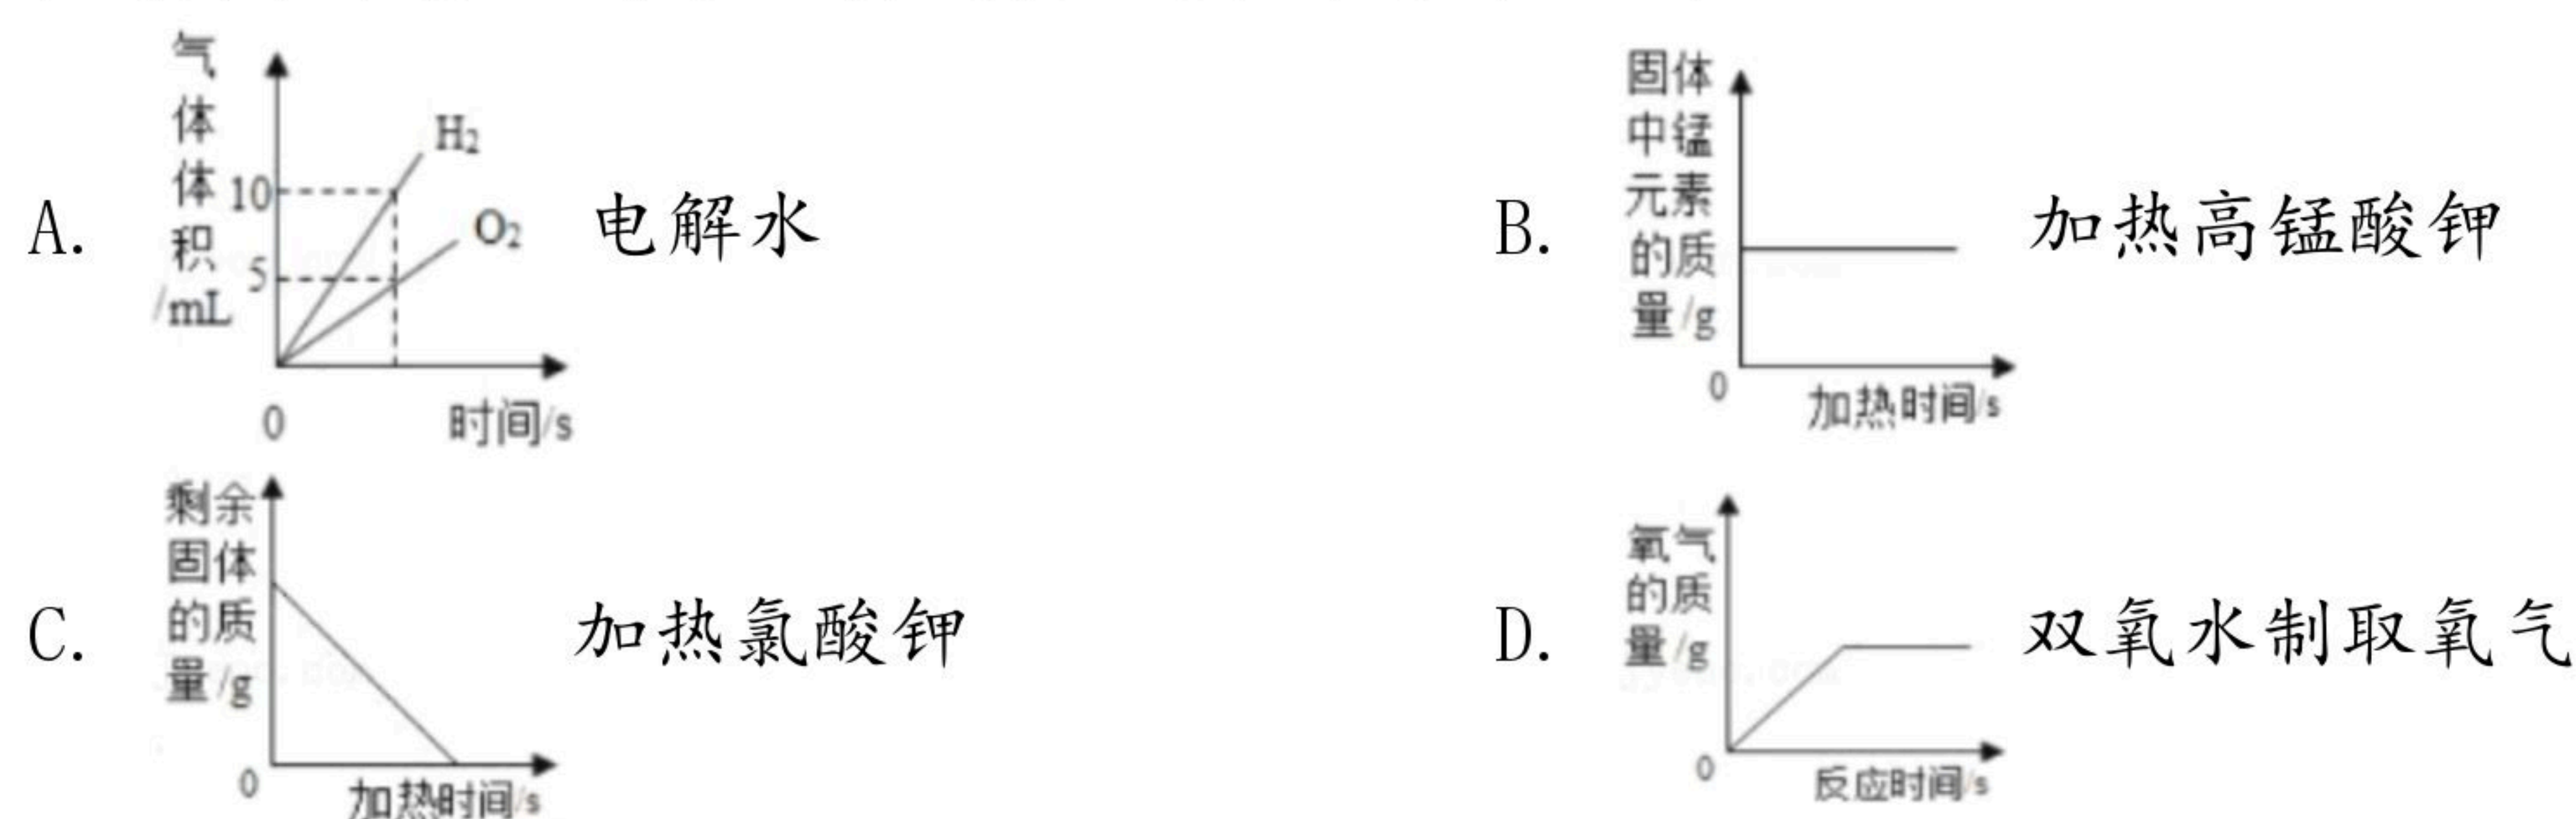 A.
气
体
体
积
/mL
10
5
H₂
O₂
0
时间/s
电解水
B.
固体
中锰
元素
的质
量/g
0
加热时间/s
加热高锰酸钾
C.
剩余
固体
的质
量/g
0
加热时间/s
加热氯酸钾
D.
氧气
的质
量/g
0
反应时间/s
双氧水制取氧气